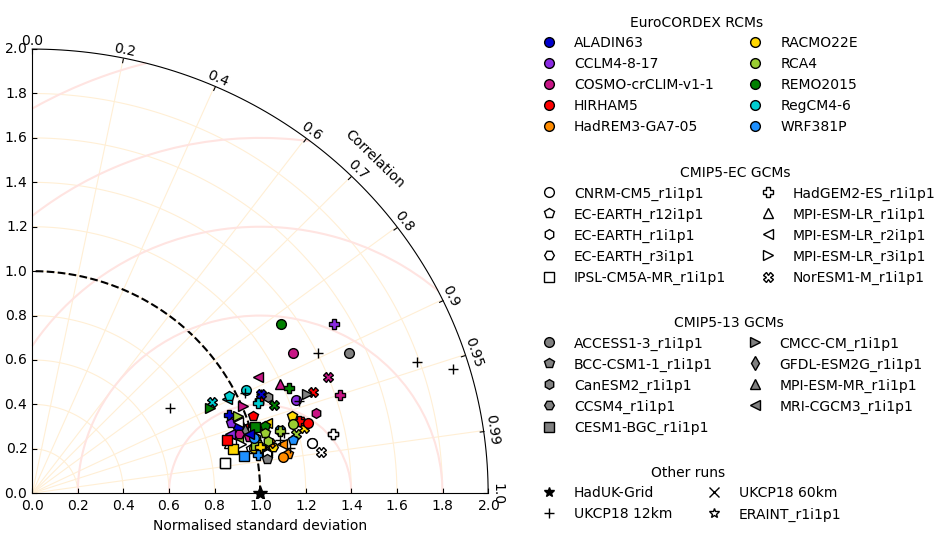 0.0
0.2
0.4
0.6
Correlation
0.7
0.8
0.9
0.95
0.99
1.0
2.0
1.8
1.6
1.4
1.2
1.0
0.8
0.6
0.4
0.2
0.0
0.0 0.2 0.4 0.6 0.8 1.0 1.2 1.4 1.6 1.8 2.0
Normalised standard deviation
EuroCORDEX RCMs
ALADIN63 RACMO22E
CCLM4-8-17 RCA4
COSMO-crCLIM-v1-1 REMO2015
HIRHAM5 RegCM4-6
HadREM3-GA7-05 WRF381P
CMIP5-EC GCMs
CNRM-CM5_r1i1p1 HadGEM2-ES_r1i1p1
EC-EARTH_r12i1p1 MPI-ESM-LR_r1i1p1
EC-EARTH_r1i1p1 MPI-ESM-LR_r2i1p1
EC-EARTH_r3i1p1 MPI-ESM-LR_r3i1p1
IPSL-CM5A-MR_r1i1p1 NorESM1-M_r1i1p1
CMIP5-13 GCMs
ACCESS1-3_r1i1p1 CMCC-CM_r1i1p1
BCC-CSM1-1_r1i1p1 GFDL-ESM2G_r1i1p1
CanESM2_r1i1p1 MPI-ESM-MR_r1i1p1
CCSM4_r1i1p1 MRI-CGCM3_r1i1p1
CESM1-BGC_r1i1p1
Other runs
HadUK-Grid UKCP18 60km
UKCP18 12km ERAINT_r1i1p1